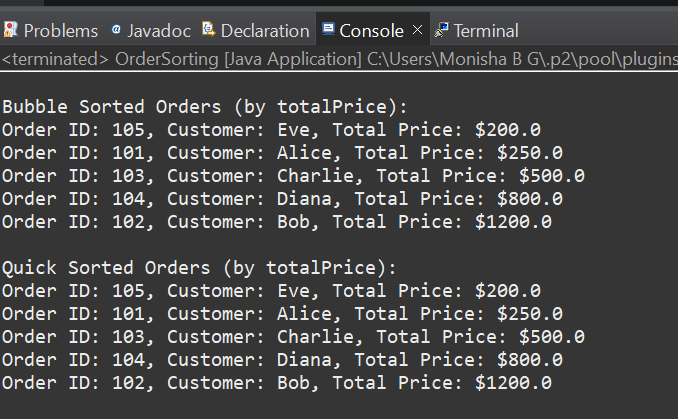 Problems Javadoc Declaration Console Terminal
<terminated> OrderSorting [Java Application] C:\Users\Monisha B G\.p2\pool\plugins
Bubble Sorted Orders (by totalPrice):
Order ID: 105, Customer: Eve, Total Price: $200.0
Order ID: 101, Customer: Alice, Total Price: $250.0
Order ID: 103, Customer: Charlie, Total Price: $500.0
Order ID: 104, Customer: Diana, Total Price: $800.0
Order ID: 102, Customer: Bob, Total Price: $1200.0
Quick Sorted Orders (by totalPrice):
Order ID: 105, Customer: Eve, Total Price: $200.0
Order ID: 101, Customer: Alice, Total Price: $250.0
Order ID: 103, Customer: Charlie, Total Price: $500.0
Order ID: 104, Customer: Diana, Total Price: $800.0
Order ID: 102, Customer: Bob, Total Price: $1200.0